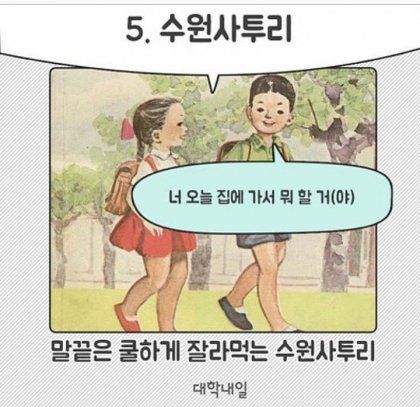 5. 수원사투리
너 오늘 집에 가서 뭐 할 거(야)
말끝은 쿨하게 잘라먹는 수원사투리
대학내일